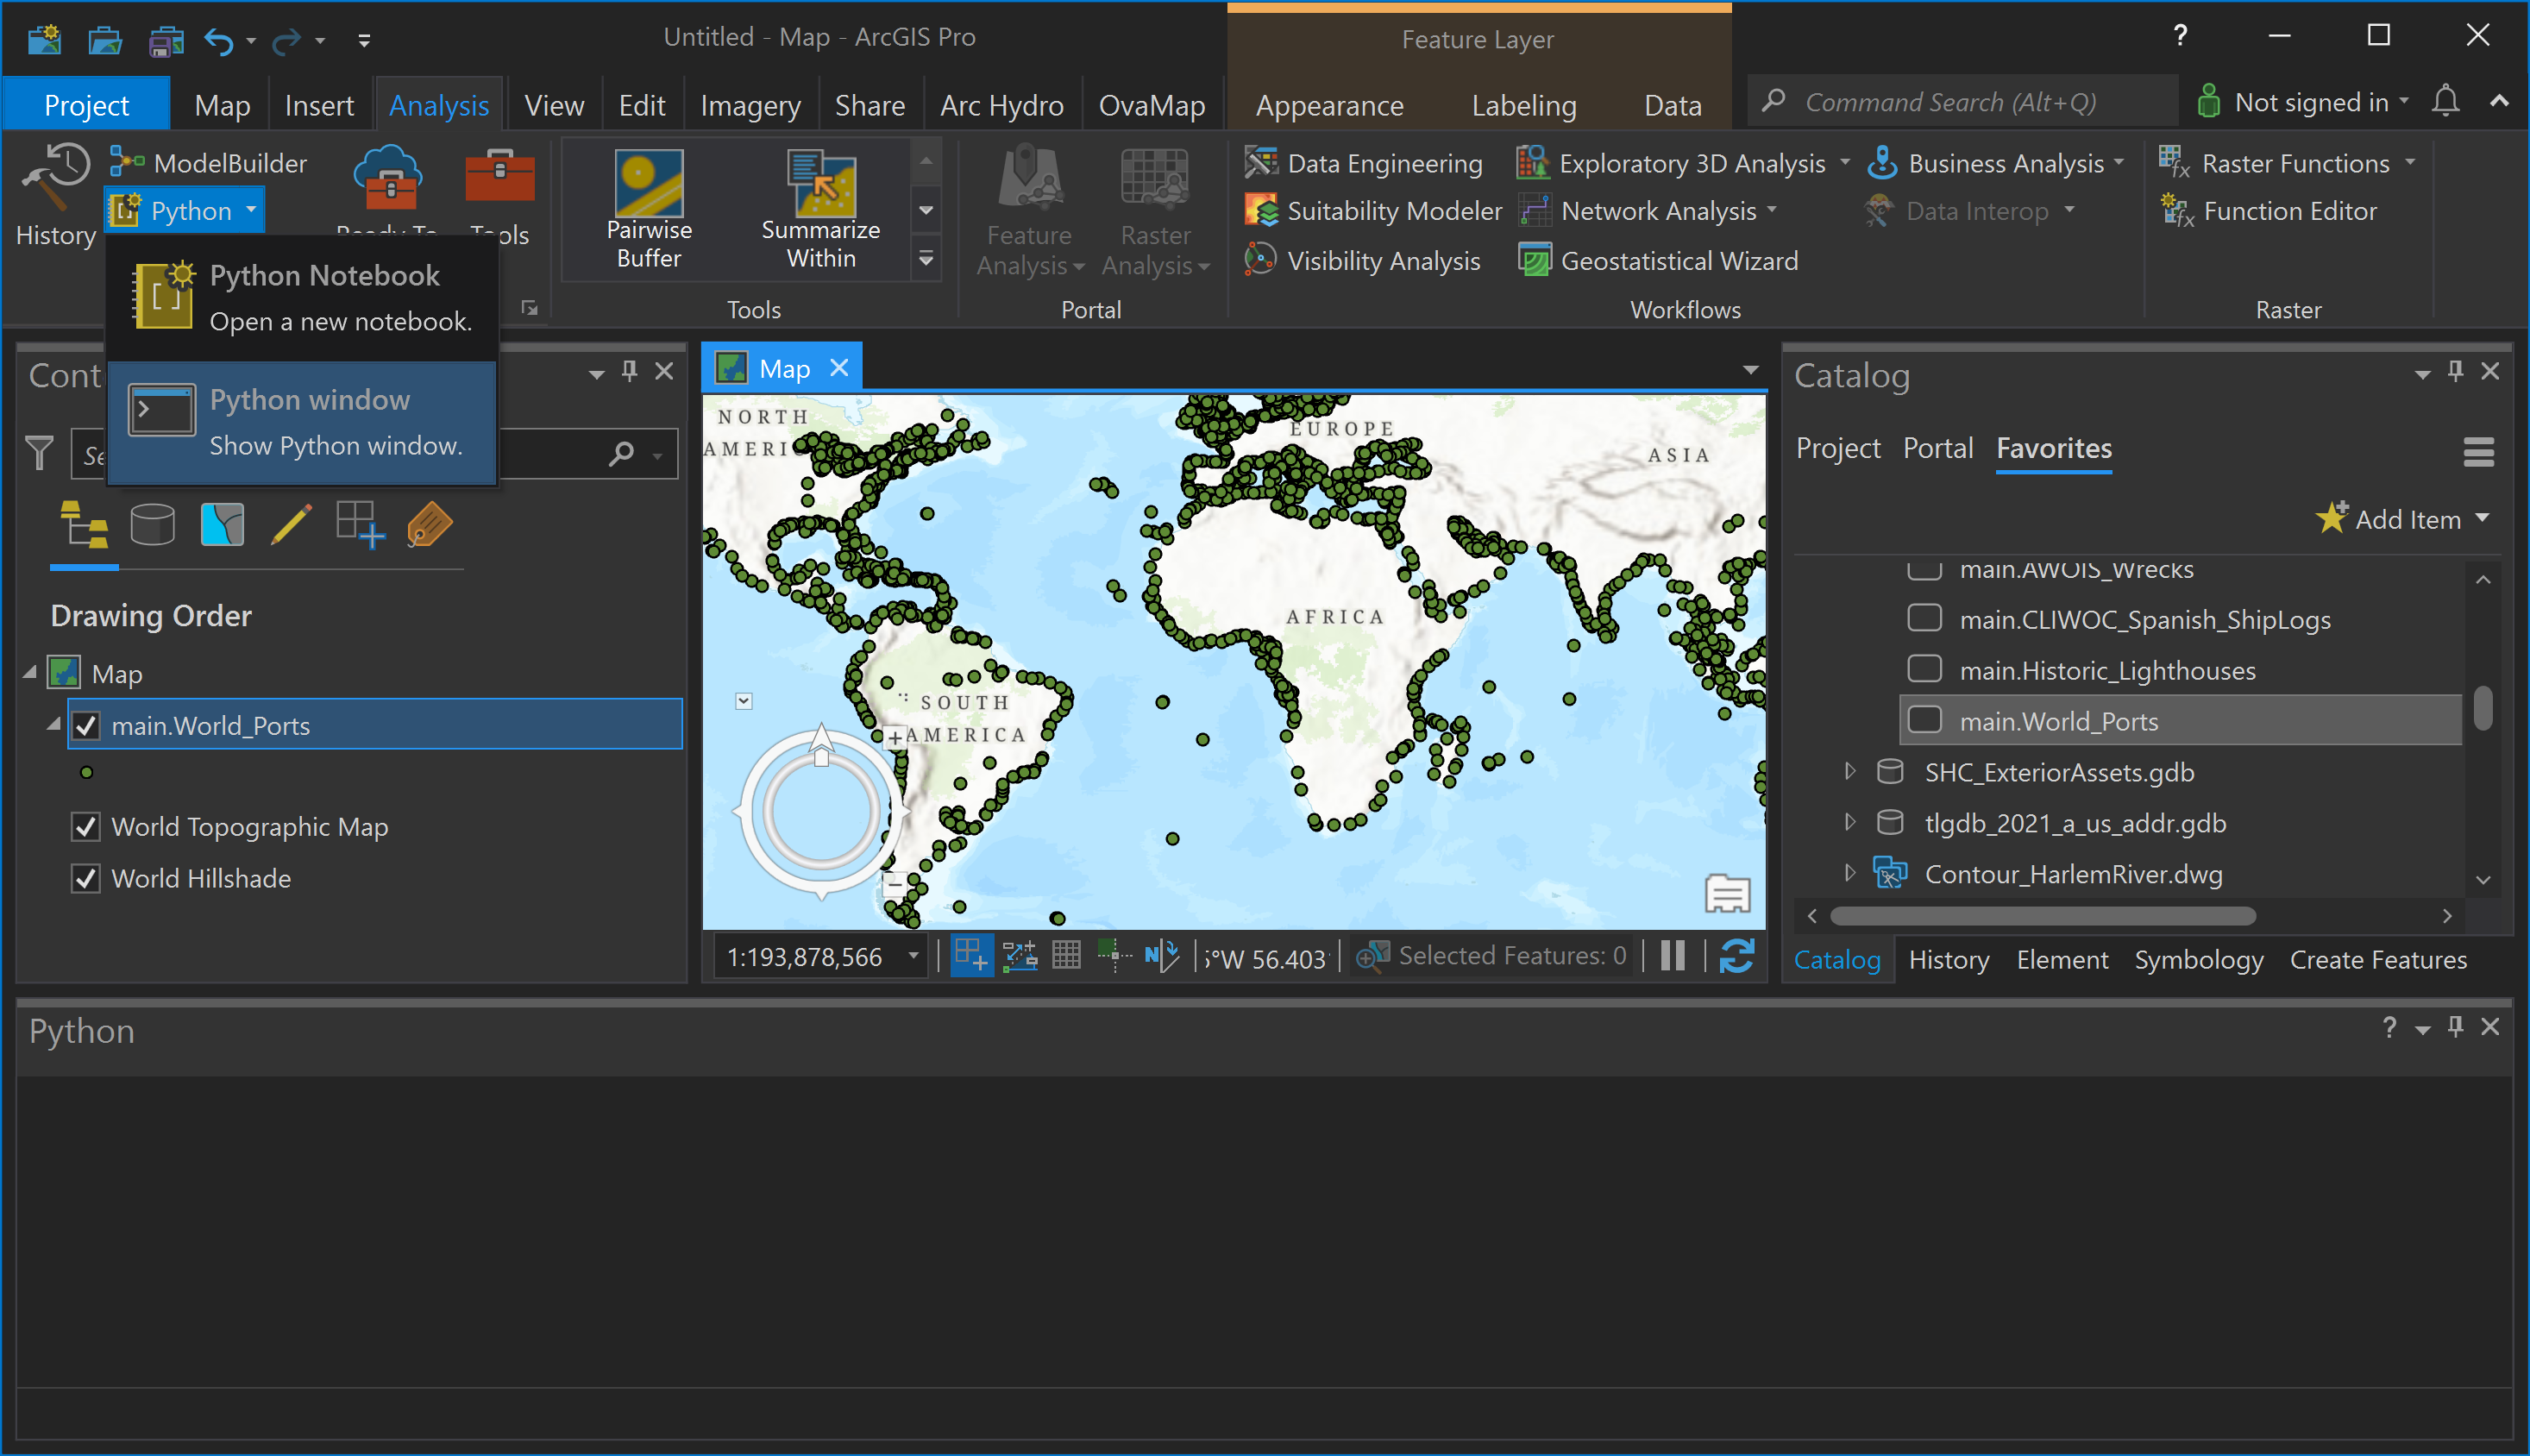 Untitled - Map - ArcGIS Pro
Feature Layer
?
Project
Map
Insert
Analysis
View
Edit
Imagery
Share
Arc Hydro
OvaMap
Appearance
Labeling
Data
Command Search (Alt+Q)
Not signed in
History
ModelBuilder
Python
Tools
Pairwise
Buffer
Summarize
Within
Tools
Feature
Analysis
Raster
Analysis
Portal
Data Engineering
Suitability Modeler
Visibility Analysis
Exploratory 3D Analysis
Network Analysis
Geostatistical Wizard
Business Analysis
Data Interop
Workflows
Raster Functions
Function Editor
Raster
Python Notebook
Open a new notebook.
Python window
Show Python window.
Cont
Se
Drawing Order
Map
main.World_Ports
World Topographic Map
World Hillshade
Map
NORTH
AMERIC
EUROPE
ASIA
AFRICA
SOUTH
AMERICA
1:193,878,566
°W 56.403
Selected Features: 0
Catalog
Project
Portal
Favorites
Add Item
main.AWOIS_Wrecks
main.CLIWOC_Spanish_ShipLogs
main.Historic_Lighthouses
main.World_Ports
SHC_ExteriorAssets.gdb
tlgdb_2021_a_us_addr.gdb
Contour_HarlemRiver.dwg
Catalog
History
Element
Symbology
Create Features
Python
?